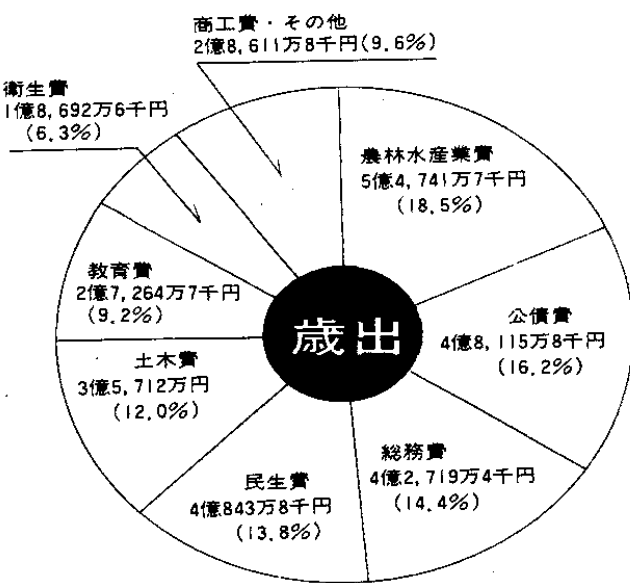 商工費・その他
2億8,611万8千円(9.6%)
衛生費
1億8,692万6千円
(6.3%)
農林水産業費
5億4,741万7千円
(18.5%)
教育費
2億7,264万7千円
(9.2%)
公債費
4億8,115万8千円
(16.2%)
歳出
土木費
3億5,712万円
(12.0%)
総務費
4億2,719万4千円
(14.4%)
民生費
4億843万8千円
(13.8%)